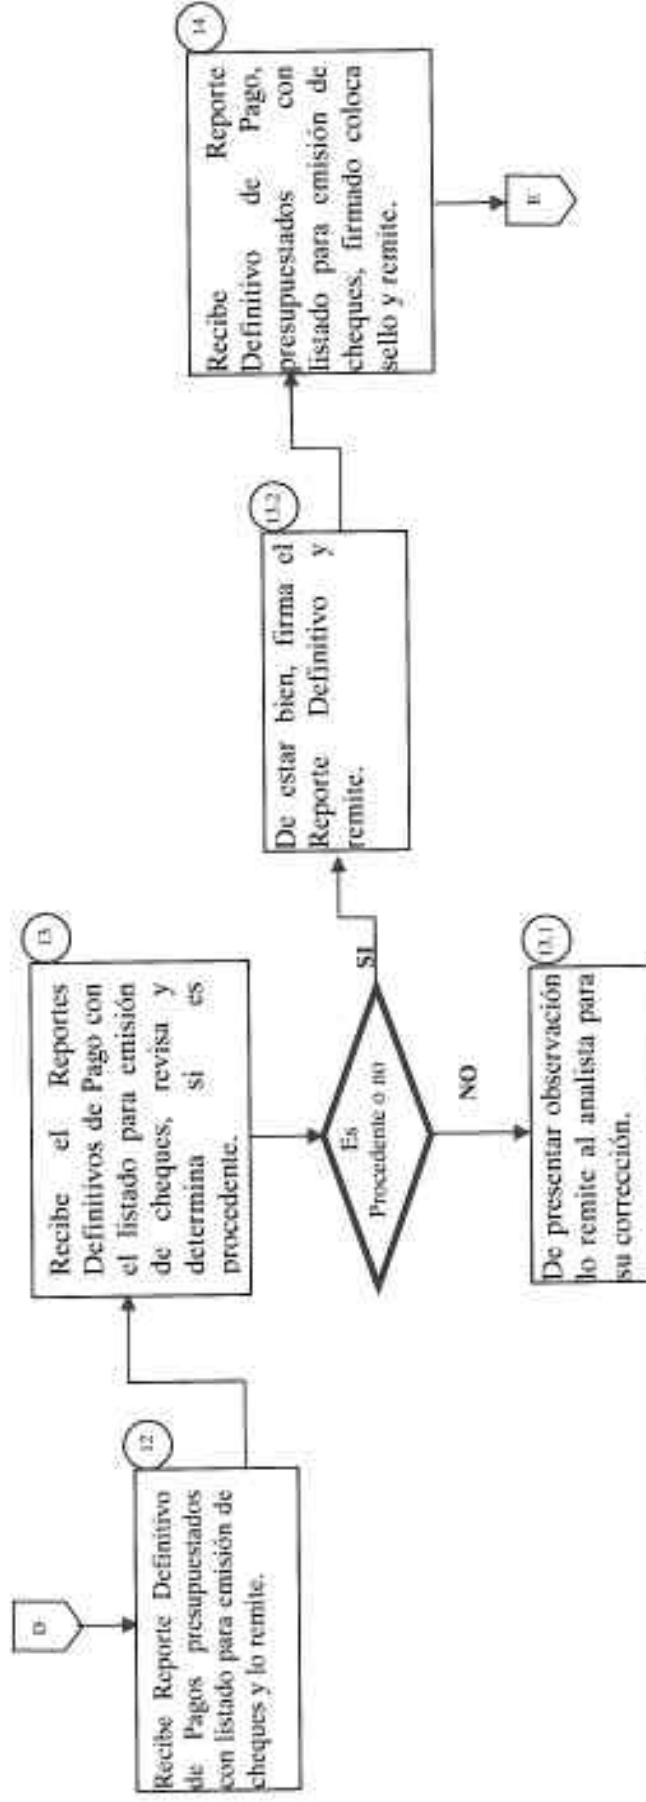 D
12
Recibe Reporte Definitivo
de Pagos presupuestados
con listado para emisión de
cheques y lo remite.
13
Recibe el Reportes
Definitivos de Pago con
el listado para emisión
de cheques, revisa y
determina si es
procedente.
Es
Procedente o no
SI
NO
13.1
De presentar observación
lo remite al analista para
su corrección.
13.2
De estar bien, firma el
Reporte Definitivo y
remite.
14
Recibe Reporte
Definitivo de Pago,
presupuestados con
listado para emisión de
cheques, firmado coloca
sello y remite.
E